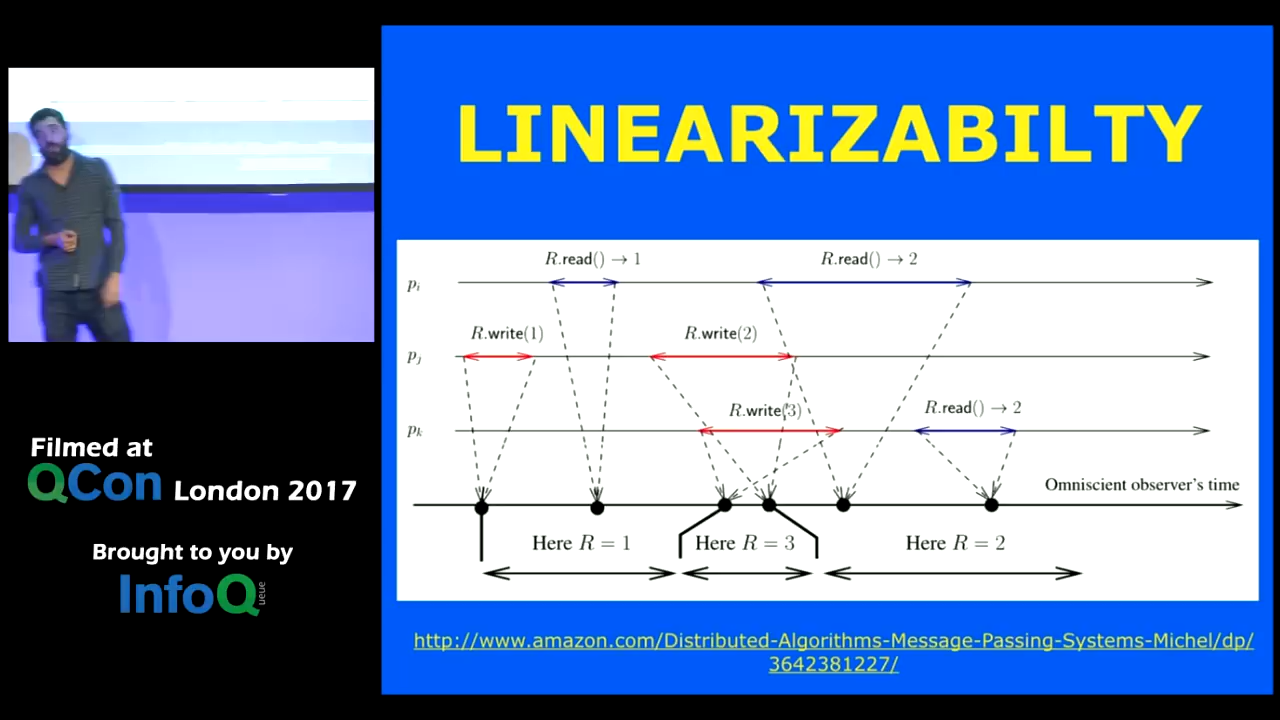 LINEARIZABILTY
R.read() → 1
R.read() → 2
p_i
R.write(1)
R.write(2)
p_j
R.write(3)
R.read() → 2
p_k
Omniscient observer's time
Here R = 1
Here R = 3
Here R = 2
http://www.amazon.com/Distributed-Algorithms-Message-Passing-Systems-Michel/dp/
3642381227/
Filmed at
QCon London 2017
Brought to you by
InfoQ
ueue